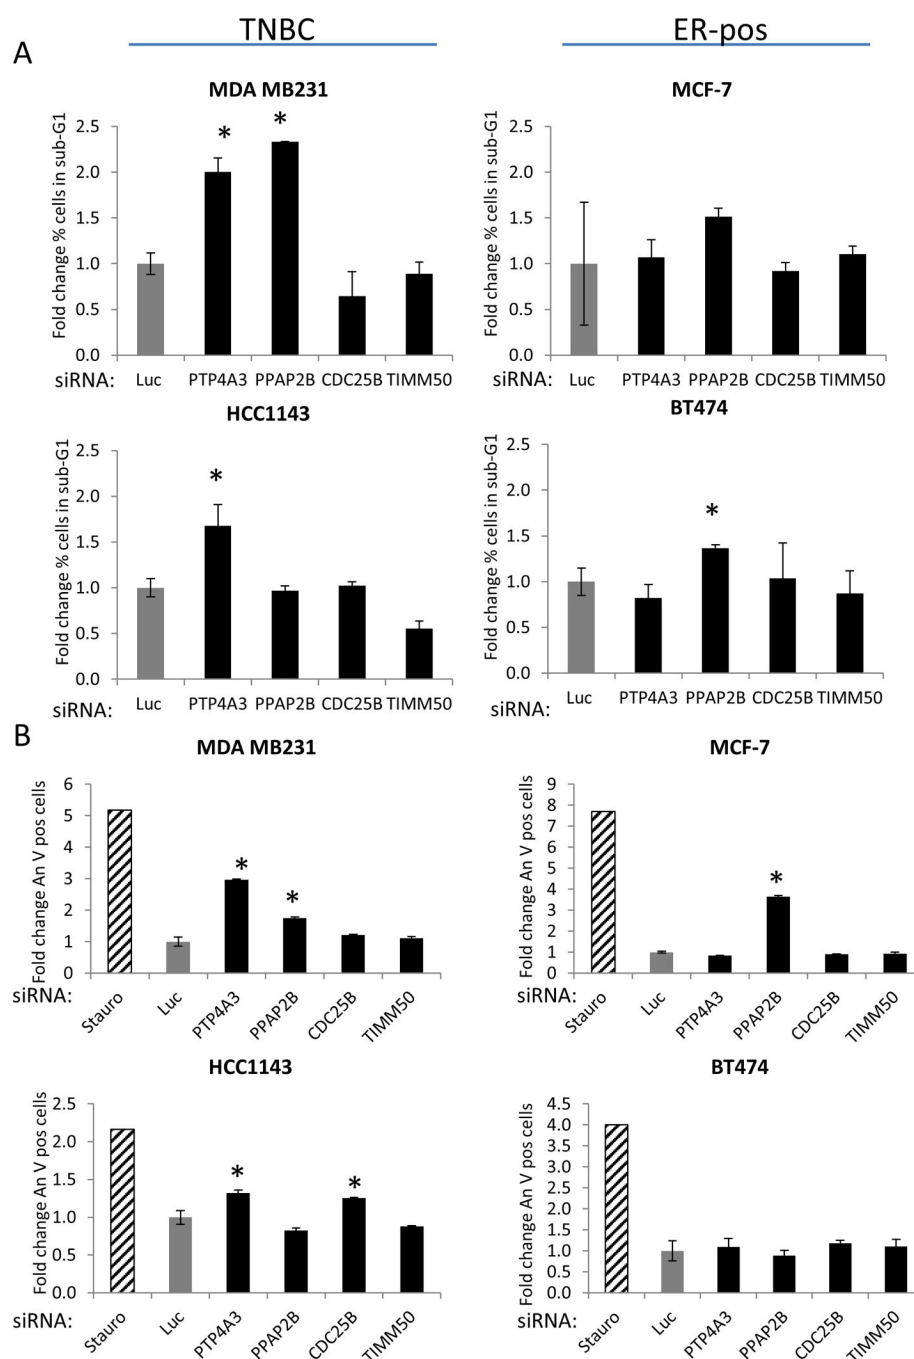 TNBC ER-pos
A
MDA MB231
Fold change % cells in sub-G1
2.5
2.0
1.5
1.0
0.5
0.0
siRNA: Luc PTP4A3 PPAP2B CDC25B TIMM50
*
*
MCF-7
Fold change % cells in sub-G1
2.5
2.0
1.5
1.0
0.5
0.0
siRNA: Luc PTP4A3 PPAP2B CDC25B TIMM50
HCC1143
Fold change % cells in sub-G1
2.5
2.0
1.5
1.0
0.5
0.0
siRNA: Luc PTP4A3 PPAP2B CDC25B TIMM50
*
BT474
Fold change % cells in sub-G1
2.5
2.0
1.5
1.0
0.5
0.0
siRNA: Luc PTP4A3 PPAP2B CDC25B TIMM50
*
B
MDA MB231
Fold change An V pos cells
6
5
4
3
2
1
0
siRNA: Stauro Luc PTP4A3 PPAP2B CDC25B TIMM50
*
*
MCF-7
Fold change An V pos cells
9
8
7
6
5
4
3
2
1
0
siRNA: Stauro Luc PTP4A3 PPAP2B CDC25B TIMM50
*
HCC1143
Fold change An V pos cells
2.5
2.0
1.5
1.0
0.5
0.0
siRNA: Stauro Luc PTP4A3 PPAP2B CDC25B TIMM50
*
*
BT474
Fold change An V pos cells
4.5
4.0
3.5
3.0
2.5
2.0
1.5
1.0
0.5
0.0
siRNA: Stauro Luc PTP4A3 PPAP2B CDC25B TIMM50